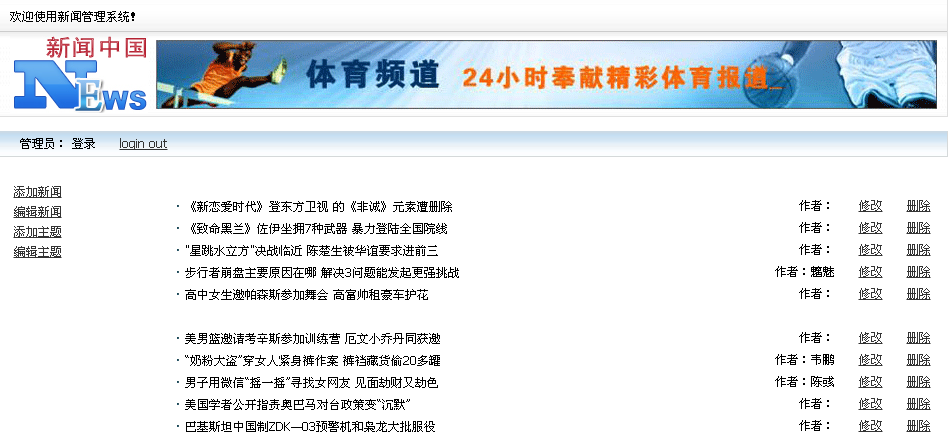 欢迎使用新闻管理系统!
新闻中国
NEws
体育频道 24小时奉献精彩体育报道_
管理员: 登录 login out
添加新闻
编辑新闻
添加主题
编辑主题
· 《新恋爱时代》登东方卫视 的《非诚》元素遭删除 作者: 修改 删除
· 《致命黑兰》佐伊坐拥7种武器 暴力登陆全国院线 作者: 修改 删除
· "星跳水立方"决战临近 陈楚生被华谊要求进前三 作者: 修改 删除
· 步行者崩盘主要原因在哪 解决3问题能发起更强挑战 作者: 修改 删除
· 高中女生邀帕森斯参加舞会 高富帅租豪车护花 作者: 修改 删除
· 美男篮邀请考辛斯参加训练营 厄文小乔丹同获邀 作者: 修改 删除
· “奶粉大盗”穿女人紧身裤作案 裤裆藏货偷20多罐 作者:韦鹏 修改 删除
· 男子用微信“摇一摇”寻找女网友 见面劫财又劫色 作者:陈彧 修改 删除
· 美国学者公开指责奥巴马对台政策变“沉默” 作者: 修改 删除
· 巴基斯坦中国制ZDK—03预警机和枭龙大批服役 作者: 修改 删除